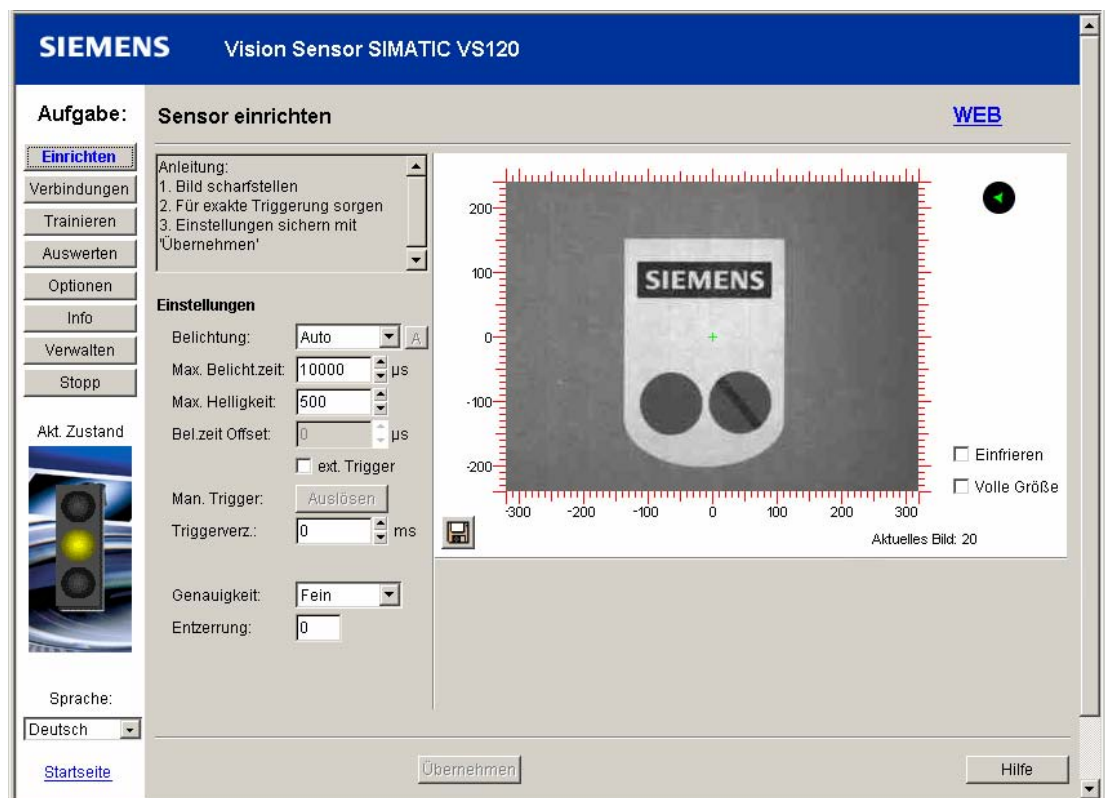 SIEMENS Vision Sensor SIMATIC VS120
Aufgabe:
Einrichten
Verbindungen
Trainieren
Auswerten
Optionen
Info
Verwalten
Stopp
Akt. Zustand
Sprache:
Deutsch
Startseite
Sensor einrichten
WEB
Anleitung:
1. Bild scharfstellen
2. Für exakte Triggerung sorgen
3. Einstellungen sichern mit
'Übernehmen'
Einstellungen
Belichtung: Auto A
Max. Belicht.zeit: 10000 µs
Max. Helligkeit: 500
Bel.zeit Offset: 0 µs
ext. Trigger
Man. Trigger: Auslösen
Triggerverz.: 0 ms
Genauigkeit: Fein
Entzerrung: 0
200
100
0
-100
-200
-300 -200 -100 0 100 200 300
SIEMENS
Einfrieren
Volle Größe
Aktuelles Bild: 20
Übernehmen
Hilfe